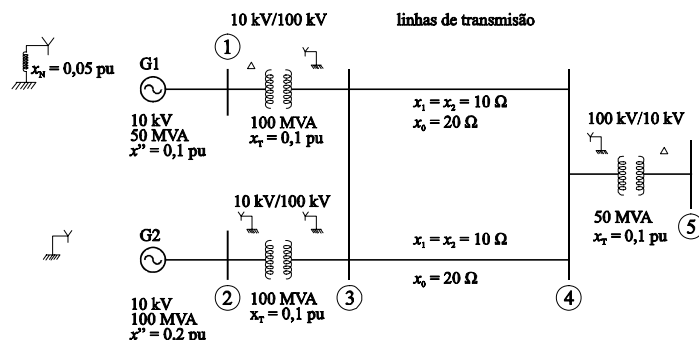 10 kV/100 kV
linhas de transmisão
1
x_N = 0,05 pu
G1
10 kV
50 MVA
x” = 0,1 pu
100 MVA
x_T = 0,1 pu
x₁ = x₂ = 10 Ω
x₀ = 20 Ω
100 kV/10 kV
10 kV/100 kV
50 MVA
x_T = 0,1 pu
5
G2
x₁ = x₂ = 10 Ω
x₀ = 20 Ω
10 kV
100 MVA
x” = 0,2 pu
2
100 MVA
x_T = 0,1 pu
3
4